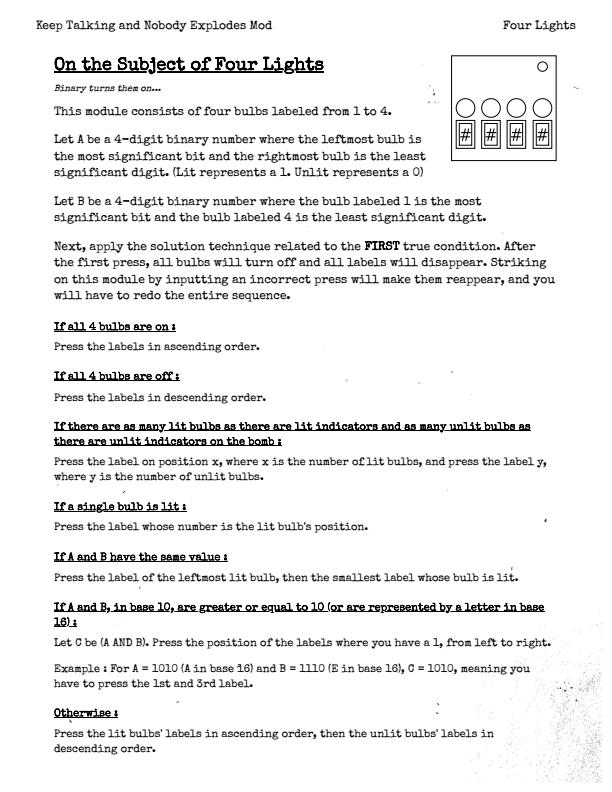 Keep Talking and Nobody Explodes Mod
Four Lights
On the Subject of Four Lights
Binary turns them on...
This module consists of four bulbs labeled from 1 to 4.
# # # #
Let A be a 4-digit binary number where the leftmost bulb is
the most significant bit and the rightmost bulb is the least
significant digit. (Lit represents a 1. Unlit represents a 0)
Let B be a 4-digit binary number where the bulb labeled 1 is the most
significant bit and the bulb labeled 4 is the least significant digit.
Next, apply the solution technique related to the FIRST true condition. After
the first press, all bulbs will turn off and all labels will disappear. Striking
on this module by inputting an incorrect press will make them reappear, and you
will have to redo the entire sequence.
If all 4 bulbs are on:
Press the labels in ascending order.
If all 4 bulbs are off:
Press the labels in descending order.
If there are as many lit bulbs as there are lit indicators and as many unlit bulbs as
there are unlit indicators on the bomb:
Press the label on position x, where x is the number of lit bulbs, and press the label y,
where y is the number of unlit bulbs.
If a single bulb is lit:
Press the label whose number is the lit bulb's position.
If A and B have the same value:
Press the label of the leftmost lit bulb, then the smallest label whose bulb is lit.
If A and B, in base 10, are greater or equal to 10 (or are represented by a letter in base
16):
Let C be (A AND B). Press the position of the labels where you have a 1, from left to right.
Example : For A = 1010 (A in base 16) and B = 1110 (E in base 16), C = 1010, meaning you
have to press the 1st and 3rd label.
Otherwise:
Press the lit bulbs' labels in ascending order, then the unlit bulbs' labels in
descending order.